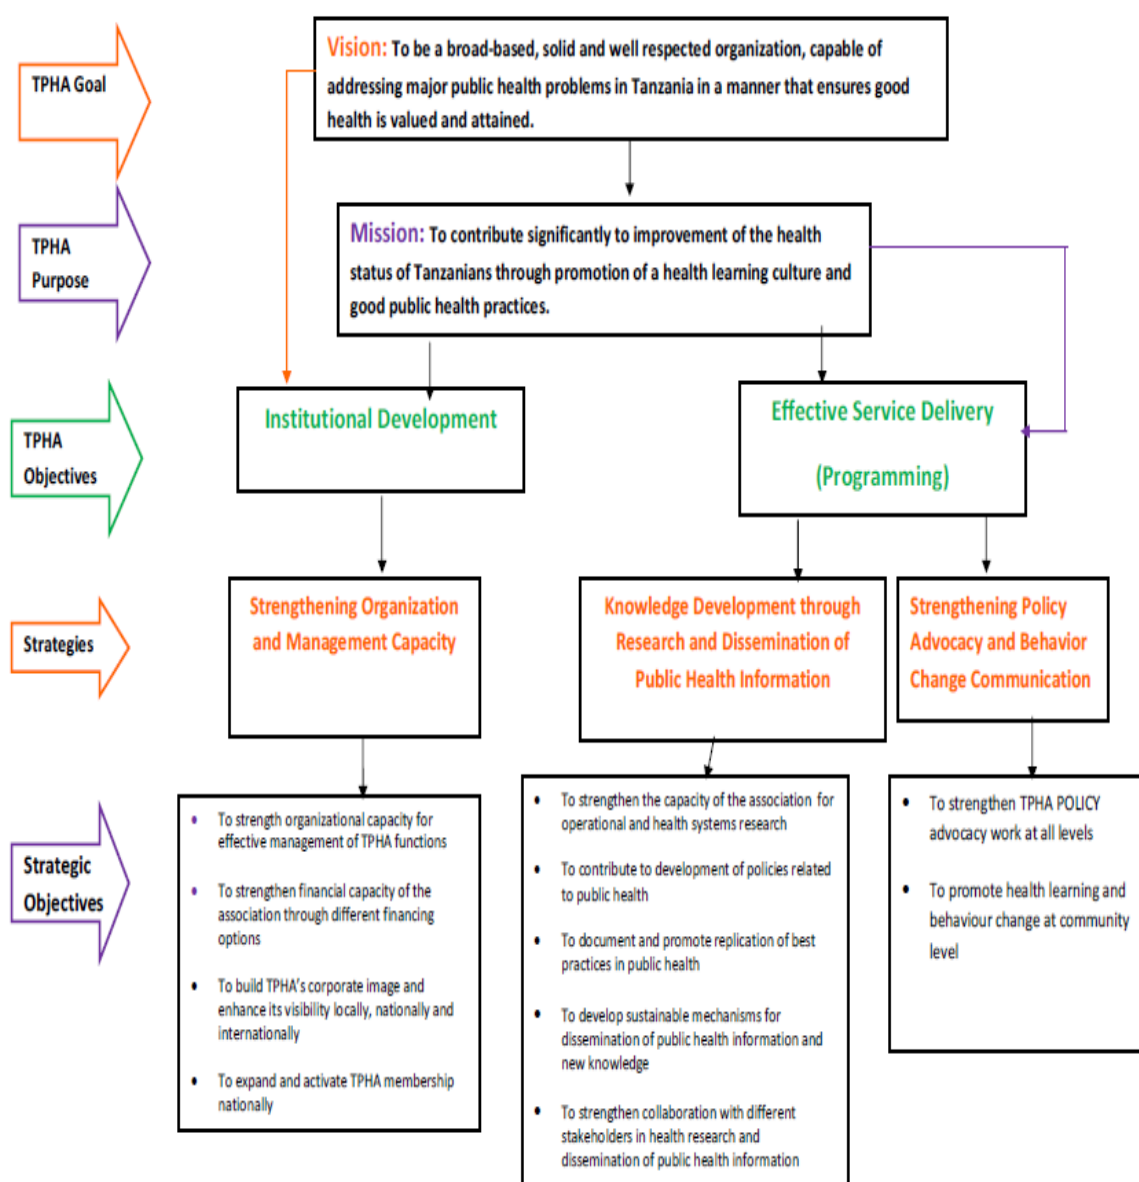 TPHA Goal
Vision: To be a broad-based, solid and well respected organization, capable of
addressing major public health problems in Tanzania in a manner that ensures good
health is valued and attained.
TPHA
Purpose
Mission: To contribute significantly to improvement of the health
status of Tanzanians through promotion of a health learning culture and
good public health practices.
TPHA
Objectives
Institutional Development
Effective Service Delivery
(Programming)
Strategies
Strengthening Organization
and Management Capacity
Knowledge Development through
Research and Dissemination of
Public Health Information
Strengthening Policy
Advocacy and Behavior
Change Communication
Strategic
Objectives
• To strength organizational capacity for
effective management of TPHA functions
• To strengthen financial capacity of the
association through different financing
options
• To build TPHA's corporate image and
enhance its visibility locally, nationally and
internationally
• To expand and activate TPHA membership
nationally
• To strengthen the capacity of the association for
operational and health systems research
• To contribute to development of policies related
to public health
• To document and promote replication of best
practices in public health
• To develop sustainable mechanisms for
dissemination of public health information and
new knowledge
• To strengthen collaboration with different
stakeholders in health research and
dissemination of public health information
• To strengthen TPHA POLICY
advocacy work at all levels
• To promote health learning and
behaviour change at community
level